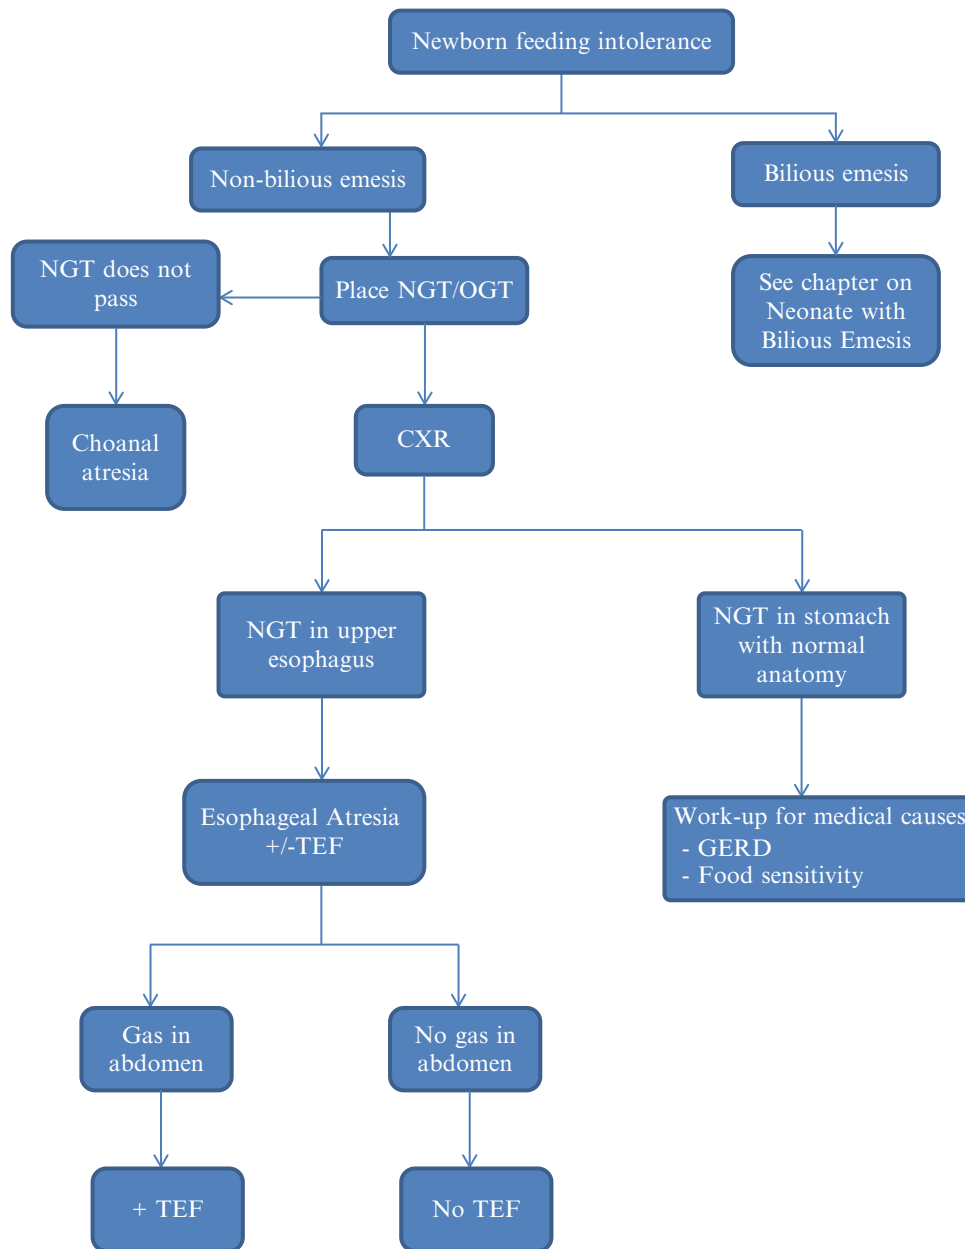 Newborn feeding intolerance
Non-bilious emesis
Bilious emesis
NGT does not
pass
Place NGT/OGT
See chapter on
Neonate with
Bilious Emesis
Choanal
atresia
CXR
NGT in upper
esophagus
NGT in stomach
with normal
anatomy
Esophageal Atresia
+/-TEF
Work-up for medical causes
- GERD
- Food sensitivity
Gas in
abdomen
No gas in
abdomen
+ TEF
No TEF